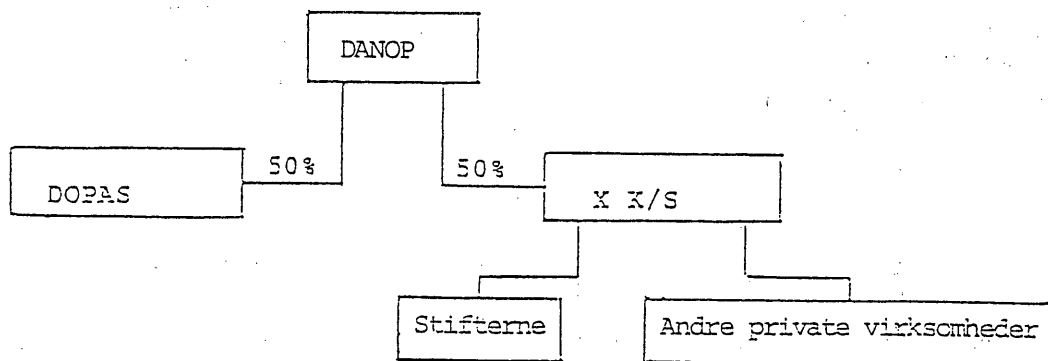 DANOP
50%
50%
DOPAS
X K/S
Stifterne
Andre private virksomheder